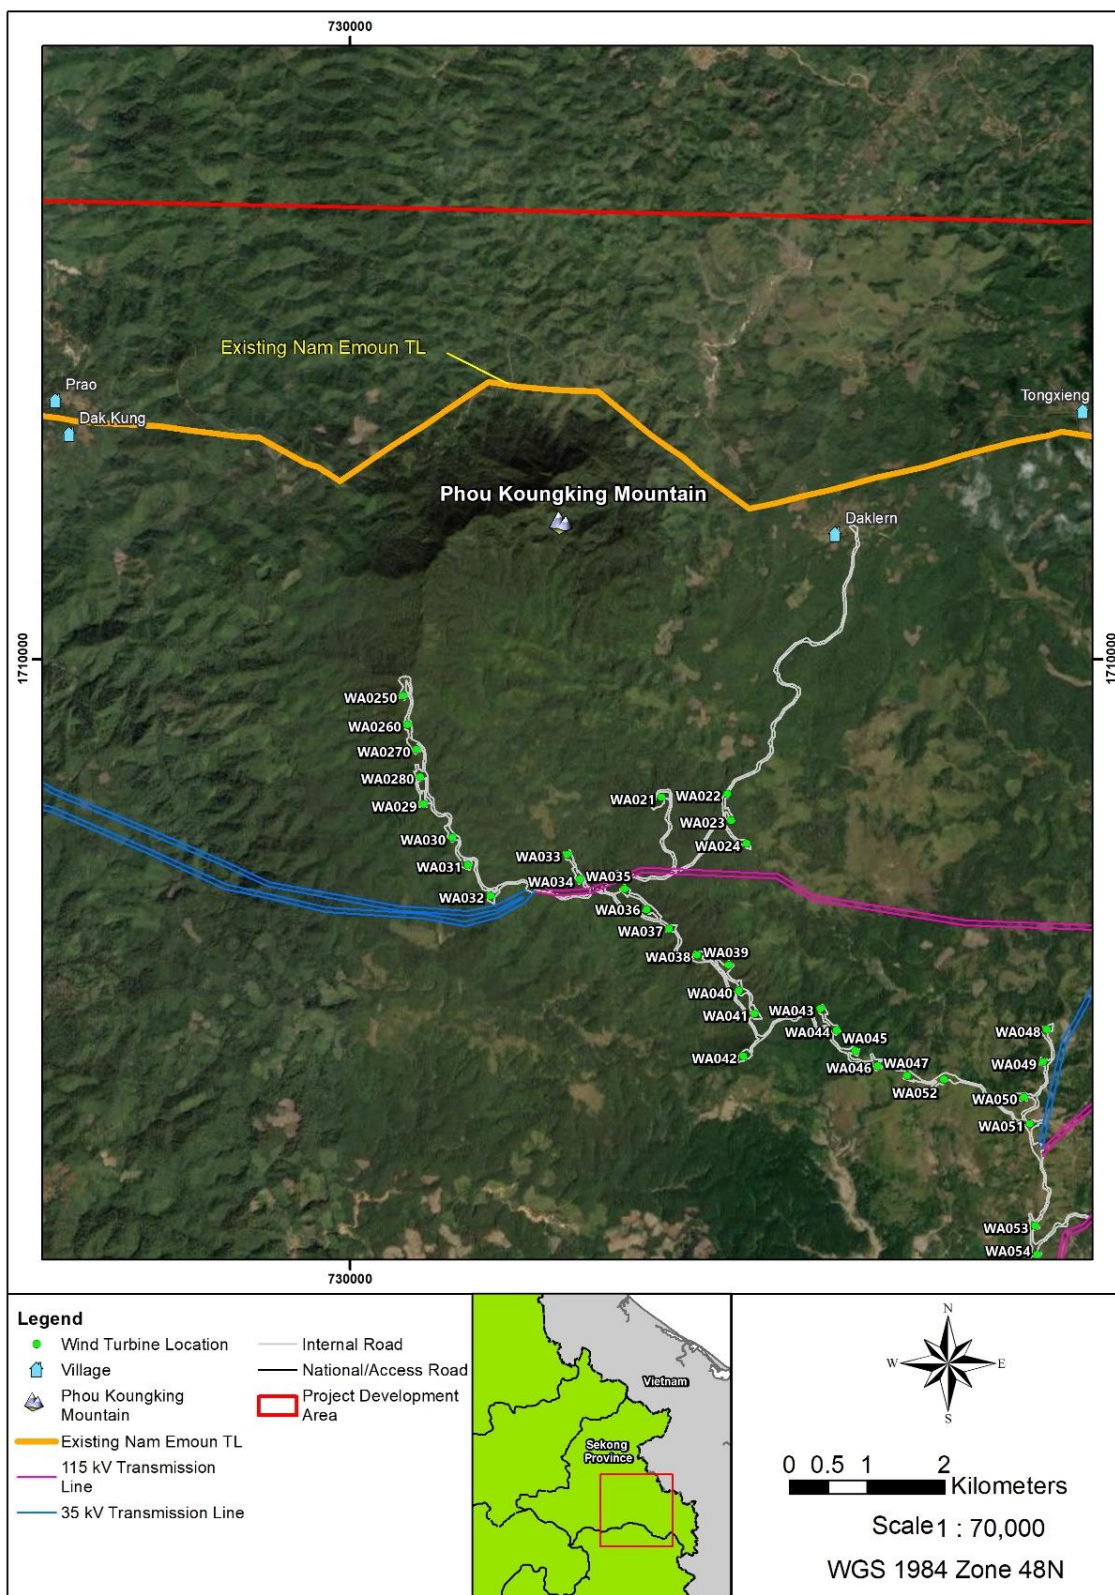 730000
Existing Nam Emoun TL
Prao
Dak Kung
Tongxieng
Phou Koungking Mountain
Daklern
1710000
1710000
WA0250
WA0260
WA0270
WA0280
WA029
WA030
WA031
WA032
WA021
WA022
WA023
WA024
WA033
WA034
WA035
WA036
WA037
WA038
WA039
WA040
WA041
WA042
WA043
WA044
WA045
WA046
WA047
WA052
WA048
WA049
WA050
WA051
WA053
WA054
730000
Legend
Wind Turbine Location
Village
Phou Koungking
Mountain
Existing Nam Emoun TL
115 kV Transmission
Line
35 kV Transmission Line
Internal Road
National/Access Road
Project Development
Area
Vietnam
Sekong
Province
N
W
E
S
0 0.5 1 2
Kilometers
Scale 1 : 70,000
WGS 1984 Zone 48N